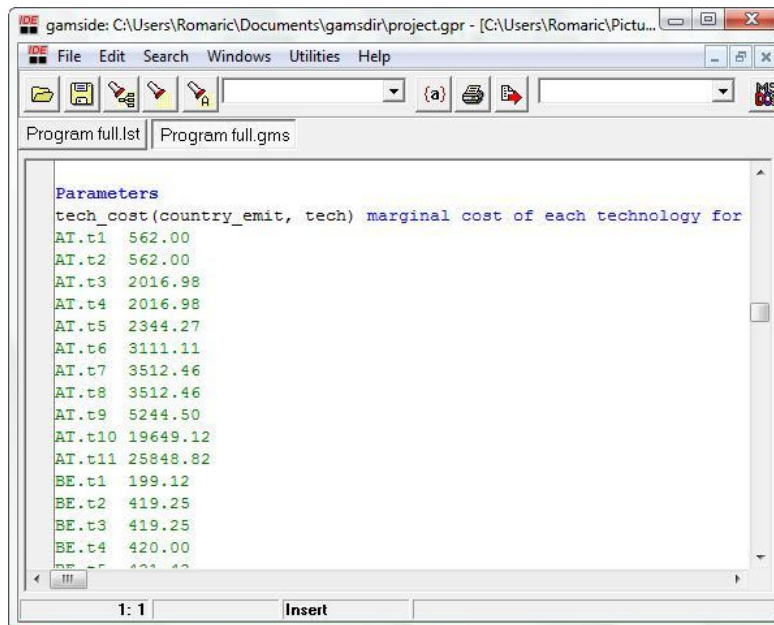 IDE gamside: C:\Users\Romaric\Documents\gamsdir\project.gpr - [C:\Users\Romaric\Pictu...
IDE File Edit Search Windows Utilities Help
A {a} MS DOS
Program full.lst Program full.gms
Parameters
tech_cost(country_emit, tech) marginal cost of each technology for
AT.t1 562.00
AT.t2 562.00
AT.t3 2016.98
AT.t4 2016.98
AT.t5 2344.27
AT.t6 3111.11
AT.t7 3512.46
AT.t8 3512.46
AT.t9 5244.50
AT.t10 19649.12
AT.t11 25848.82
BE.t1 199.12
BE.t2 419.25
BE.t3 419.25
BE.t4 420.00
1: 1 Insert